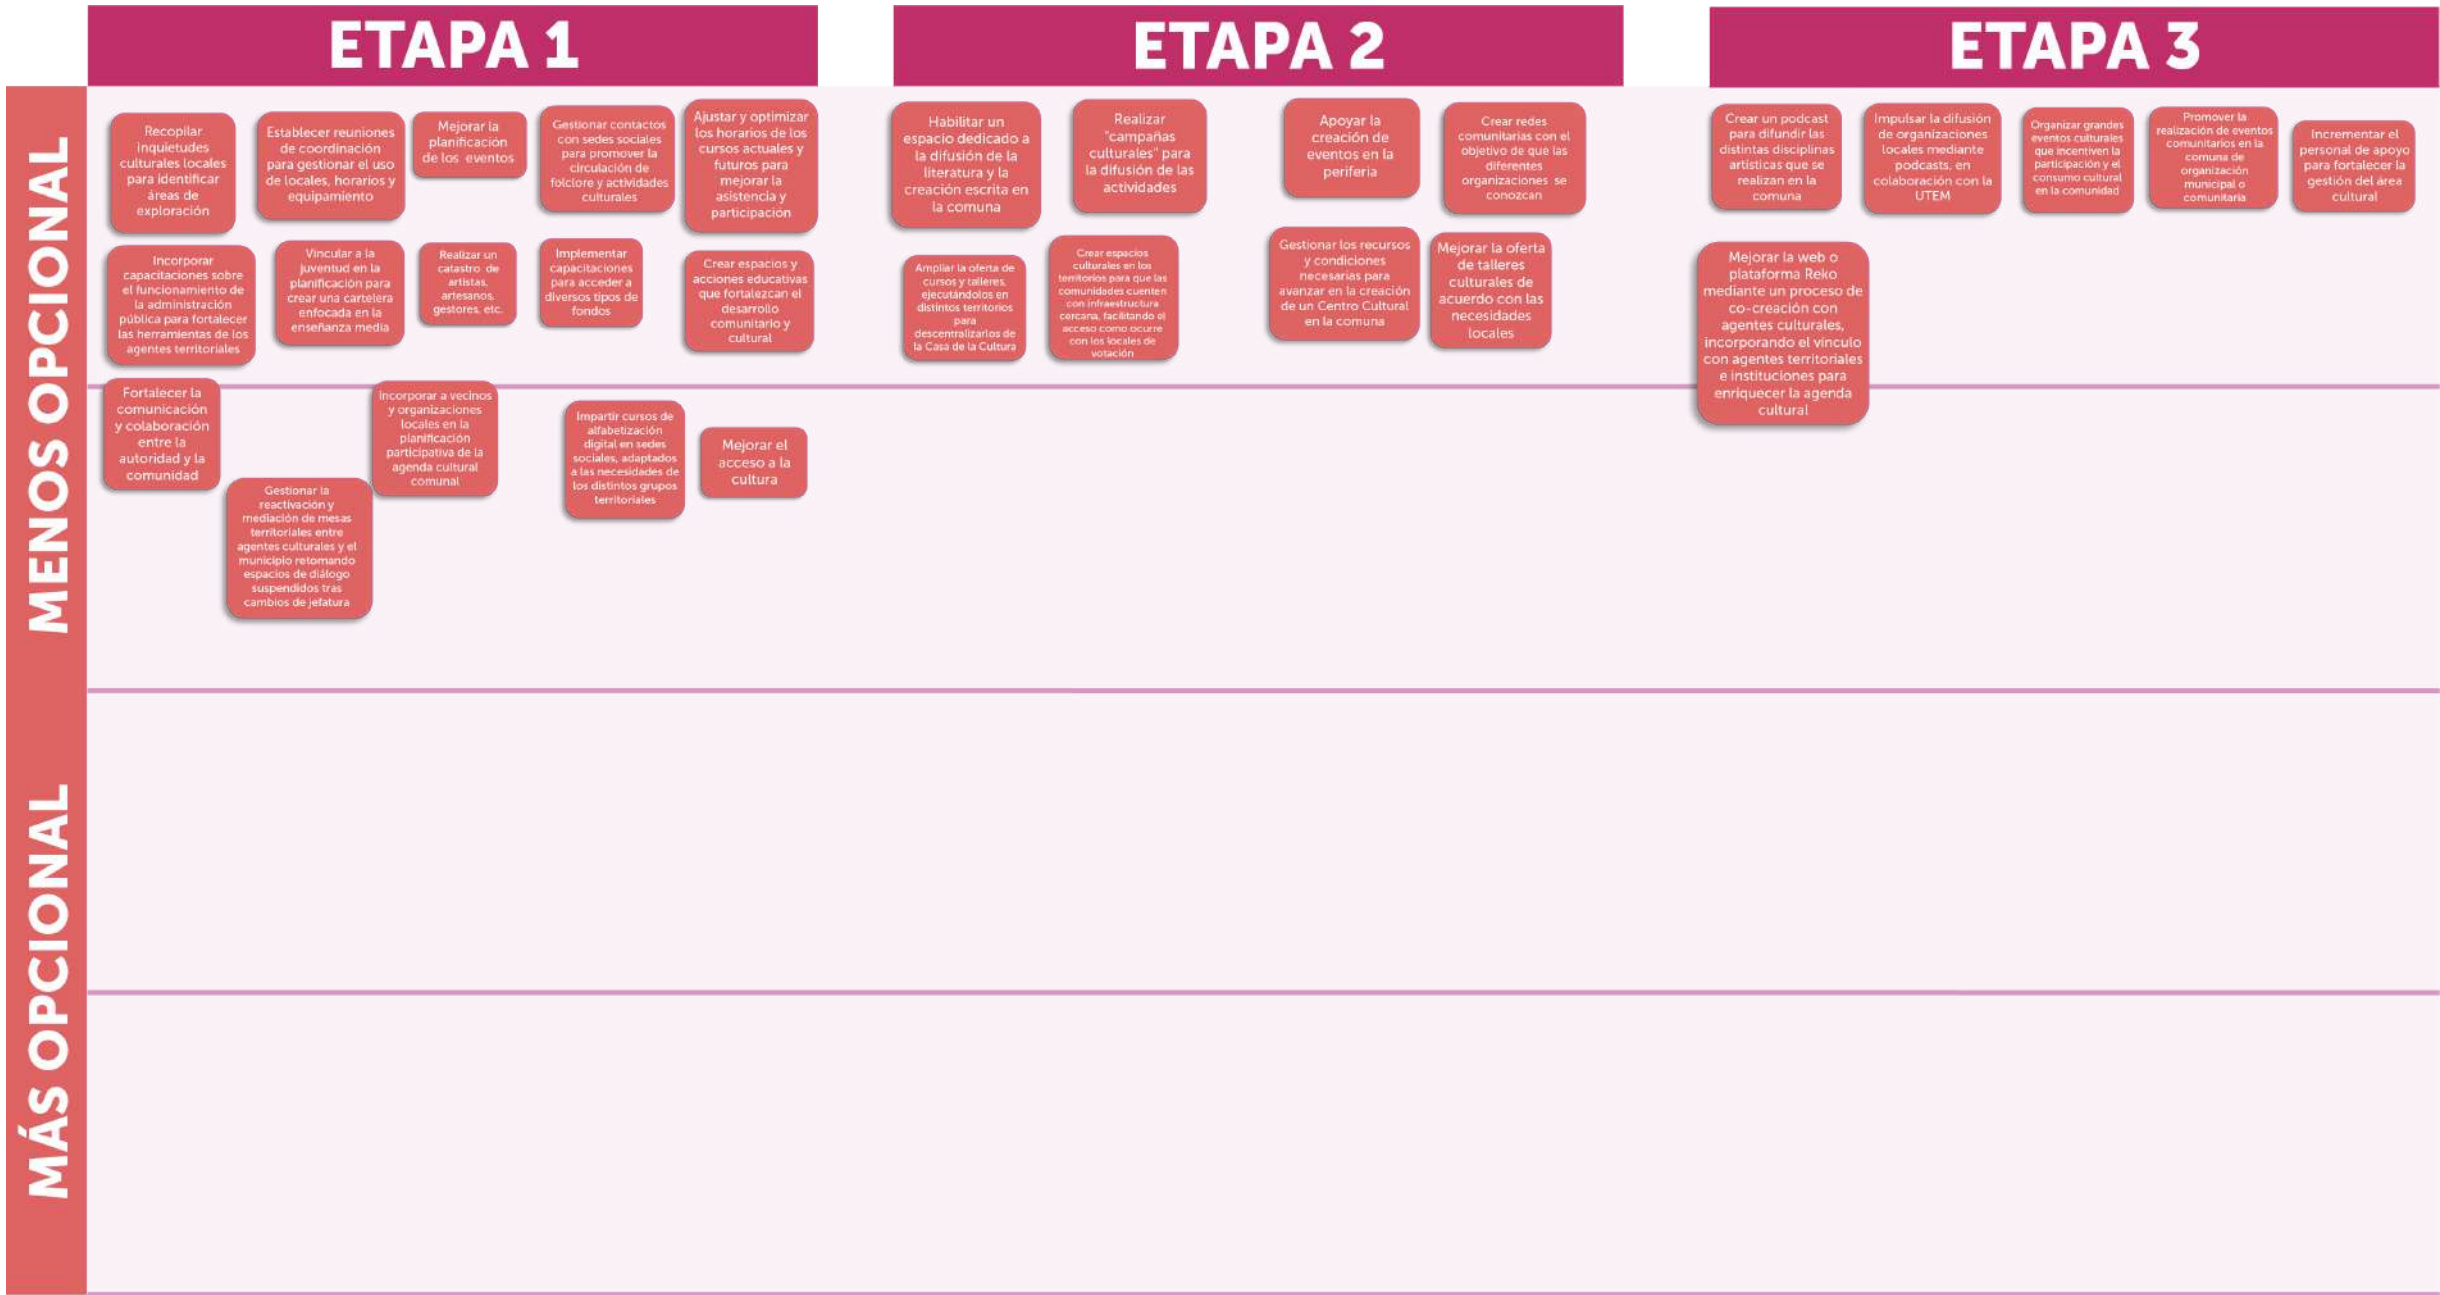 ETAPA 1
ETAPA 2
ETAPA 3
MENOS OPCIONAL
MÁS OPCIONAL
Recopilar
inquietudes
culturales locales
para identificar
áreas de
exploración
Establecer reuniones
de coordinación
para gestionar el uso
de locales, horarios y
equipamiento
Mejorar la
planificación
de los eventos
Gestionar contactos
con sedes sociales
para promover la
circulación de
folclore y actividades
culturales
Ajustar y optimizar
los horarios de los
cursos actuales y
futuros para
mejorar la
asistencia y
participación
Incorporar
capacitaciones sobre
el funcionamiento de
la administración
pública para fortalecer
las herramientas de los
agentes territoriales
Vincular a la
juventud en la
planificación para
crear una cartelera
enfocada en la
enseñanza media
Realizar un
catastro de
artistas,
artesanos,
gestores, etc.
Implementar
capacitaciones
para acceder a
diversos tipos de
fondos
Crear espacios y
acciones educativas
que fortalezcan el
desarrollo
comunitario y
cultural
Fortalecer la
comunicación
y colaboración
entre la
autoridad y la
comunidad
Gestionar la
reactivación y
mediación de mesas
territoriales entre
agentes culturales y el
municipio retomando
espacios de diálogo
suspendidos tras
cambios de jefatura
Incorporar a vecinos
y organizaciones
locales en la
planificación
participativa de la
agenda cultural
comunal
Impartir cursos de
alfabetización
digital en sedes
sociales, adaptados
a las necesidades de
los distintos grupos
territoriales
Mejorar el
acceso a la
cultura
Habilitar un
espacio dedicado a
la difusión de la
literatura y la
creación escrita en
la comuna
Realizar
"campañas
culturales" para
la difusión de las
actividades
Apoyar la
creación de
eventos en la
periferia
Crear redes
comunitarias con el
objetivo de que las
diferentes
organizaciones se
conozcan
Ampliar la oferta de
cursos y talleres,
ejecutándolos en
distintos territorios
para
descentralizarlos de
la Casa de la Cultura
Crear espacios
culturales en los
territorios para que las
comunidades cuenten
con infraestructura
cercana, facilitando el
acceso como ocurre
con los locales de
votación
Gestionar los recursos
y condiciones
necesarias para
avanzar en la creación
de un Centro Cultural
en la comuna
Mejorar la oferta
de talleres
culturales de
acuerdo con las
necesidades
locales
Crear un podcast
para difundir las
distintas disciplinas
artísticas que se
realizan en la
comuna
Impulsar la difusión
de organizaciones
locales mediante
podcasts, en
colaboración con la
UTEM
Organizar grandes
eventos culturales
que incentiven la
participación y el
consumo cultural
en la comunidad
Promover la
realización de eventos
comunitarios en la
comuna de
organización
municipal o
comunitaria
Incrementar el
personal de apoyo
para fortalecer la
gestión del área
cultural
Mejorar la web o
plataforma Reko
mediante un proceso de
co-creación con
agentes culturales,
incorporando el vínculo
con agentes territoriales
e instituciones para
enriquecer la agenda
cultural